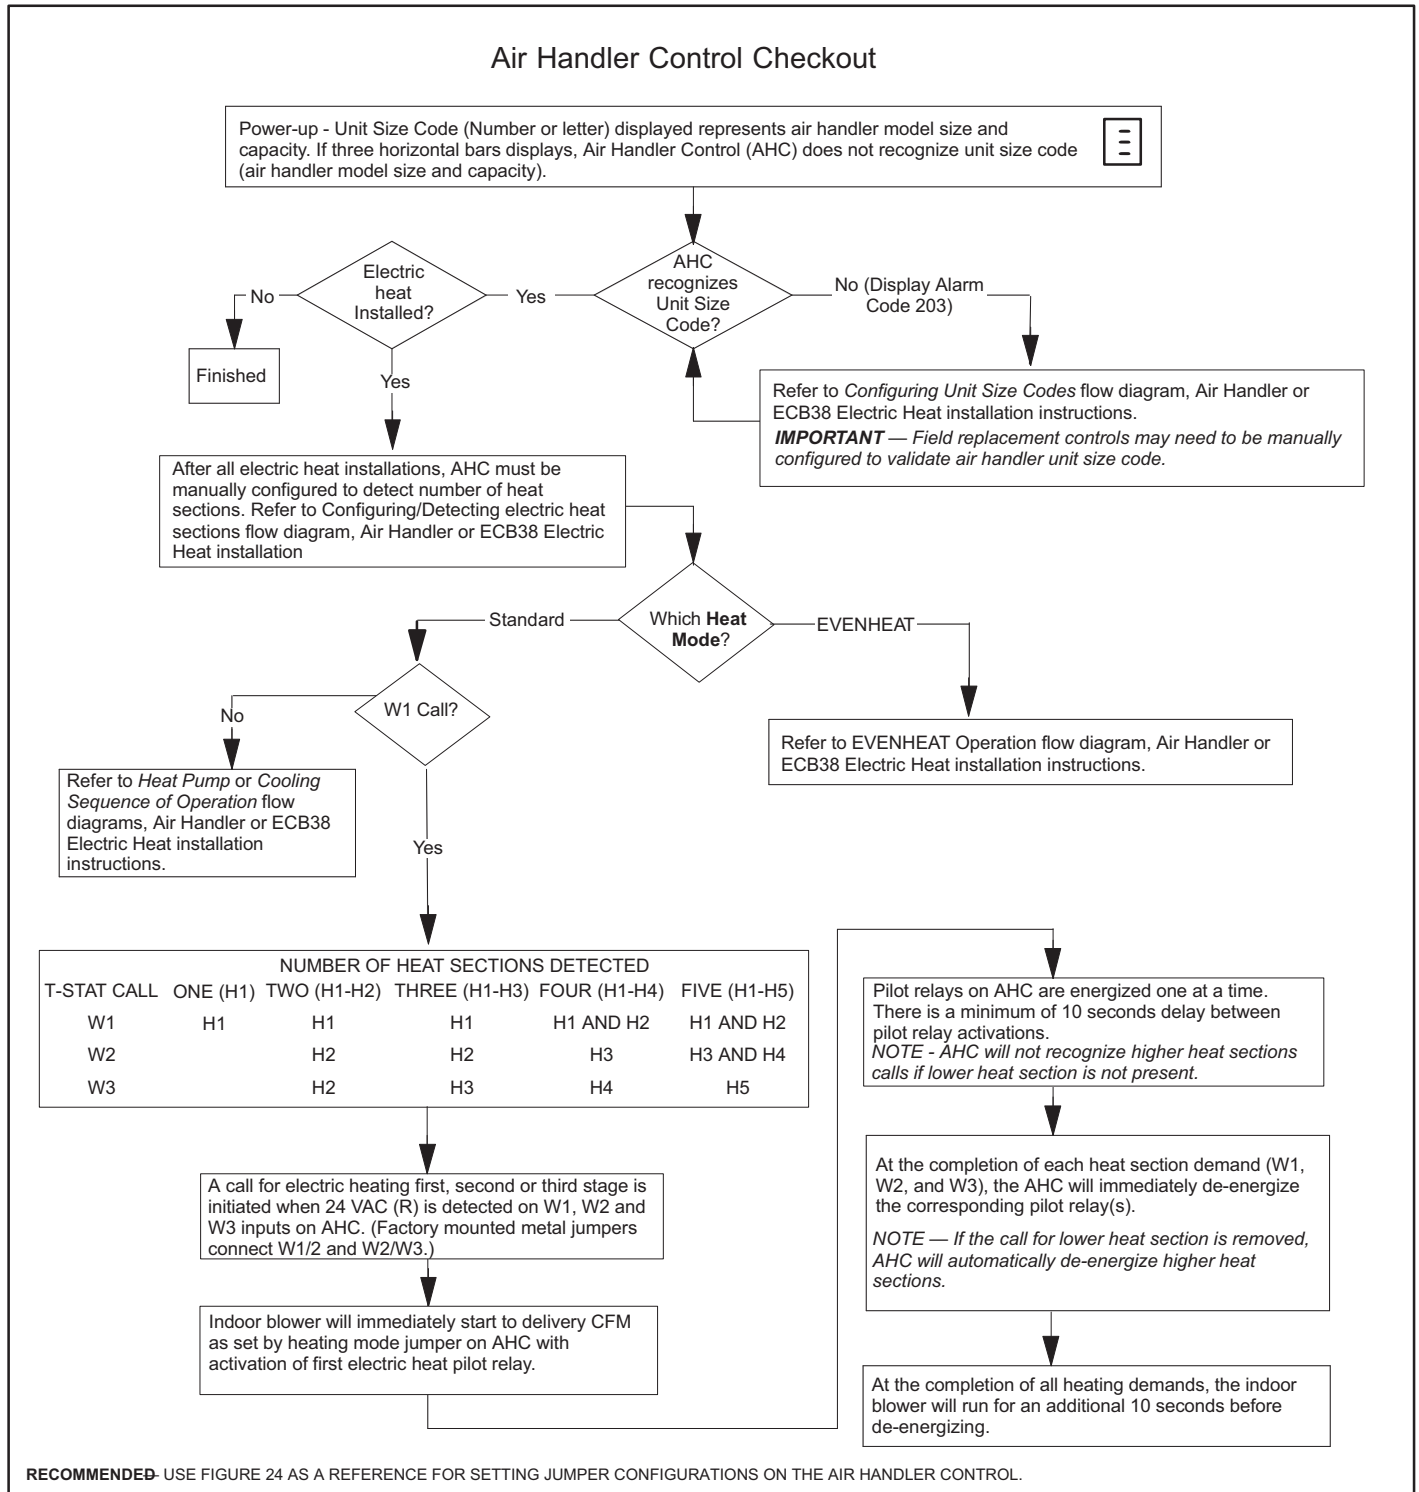 Air Handler Control Checkout
Power-up - Unit Size Code (Number or letter) displayed represents air handler model size and
capacity. If three horizontal bars displays, Air Handler Control (AHC) does not recognize unit size code
(air handler model size and capacity).
Electric
heat
Installed?
No
Yes
AHC
recognizes
Unit Size
Code?
No (Display Alarm
Code 203)
Finished
Yes
Refer to Configuring Unit Size Codes flow diagram, Air Handler or
ECB38 Electric Heat installation instructions.
IMPORTANT — Field replacement controls may need to be manually
configured to validate air handler unit size code.
After all electric heat installations, AHC must be
manually configured to detect number of heat
sections. Refer to Configuring/Detecting electric heat
sections flow diagram, Air Handler or ECB38 Electric
Heat installation
Standard
Which Heat
Mode?
EVENHEAT
W1 Call?
No
Refer to EVENHEAT Operation flow diagram, Air Handler or
ECB38 Electric Heat installation instructions.
Refer to Heat Pump or Cooling
Sequence of Operation flow
diagrams, Air Handler or ECB38
Electric Heat installation
instructions.
Yes
NUMBER OF HEAT SECTIONS DETECTED
T-STAT CALL ONE (H1) TWO (H1-H2) THREE (H1-H3) FOUR (H1-H4) FIVE (H1-H5)
W1 H1 H1 H1 H1 AND H2 H1 AND H2
W2 H2 H2 H3 H3 AND H4
W3 H2 H3 H4 H5
A call for electric heating first, second or third stage is
initiated when 24 VAC (R) is detected on W1, W2 and
W3 inputs on AHC. (Factory mounted metal jumpers
connect W1/2 and W2/W3.)
Indoor blower will immediately start to delivery CFM
as set by heating mode jumper on AHC with
activation of first electric heat pilot relay.
Pilot relays on AHC are energized one at a time.
There is a minimum of 10 seconds delay between
pilot relay activations.
NOTE - AHC will not recognize higher heat sections
calls if lower heat section is not present.
At the completion of each heat section demand (W1,
W2, and W3), the AHC will immediately de-energize
the corresponding pilot relay(s).
NOTE — If the call for lower heat section is removed,
AHC will automatically de-energize higher heat
sections.
At the completion of all heating demands, the indoor
blower will run for an additional 10 seconds before
de-energizing.
RECOMMENDED— USE FIGURE 24 AS A REFERENCE FOR SETTING JUMPER CONFIGURATIONS ON THE AIR HANDLER CONTROL.